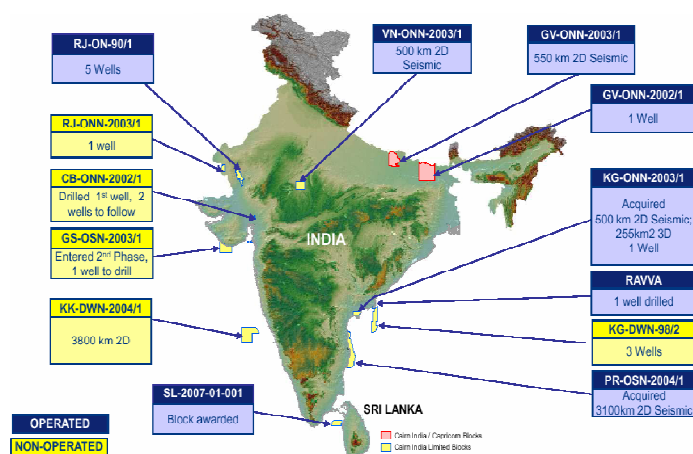 RJ-ON-90/1
5 Wells
RJ-ONN-2003/1
1 well
CB-ONN-2002/1
Drilled 1st well, 2
wells to follow
GS-OSN-2003/1
Entered 2nd Phase,
1 well to drill
KK-DWN-2004/1
3800 km 2D
SL-2007-01-001
Block awarded
OPERATED
NON-OPERATED
VN-ONN-2003/1
500 km 2D
Seismic
GV-ONN-2003/1
550 km 2D Seismic
GV-ONN-2002/1
1 Well
KG-ONN-2003/1
Acquired
500 km 2D Seismic;
255km2 3D
1 Well
RAVVA
1 well drilled
KG-DWN-98/2
3 Wells
PR-OSN-2004/1
Acquired
3100km 2D Seismic
INDIA
SRI LANKA
Cairn India / Capricorn Blocks
Cairn India Limited Blocks